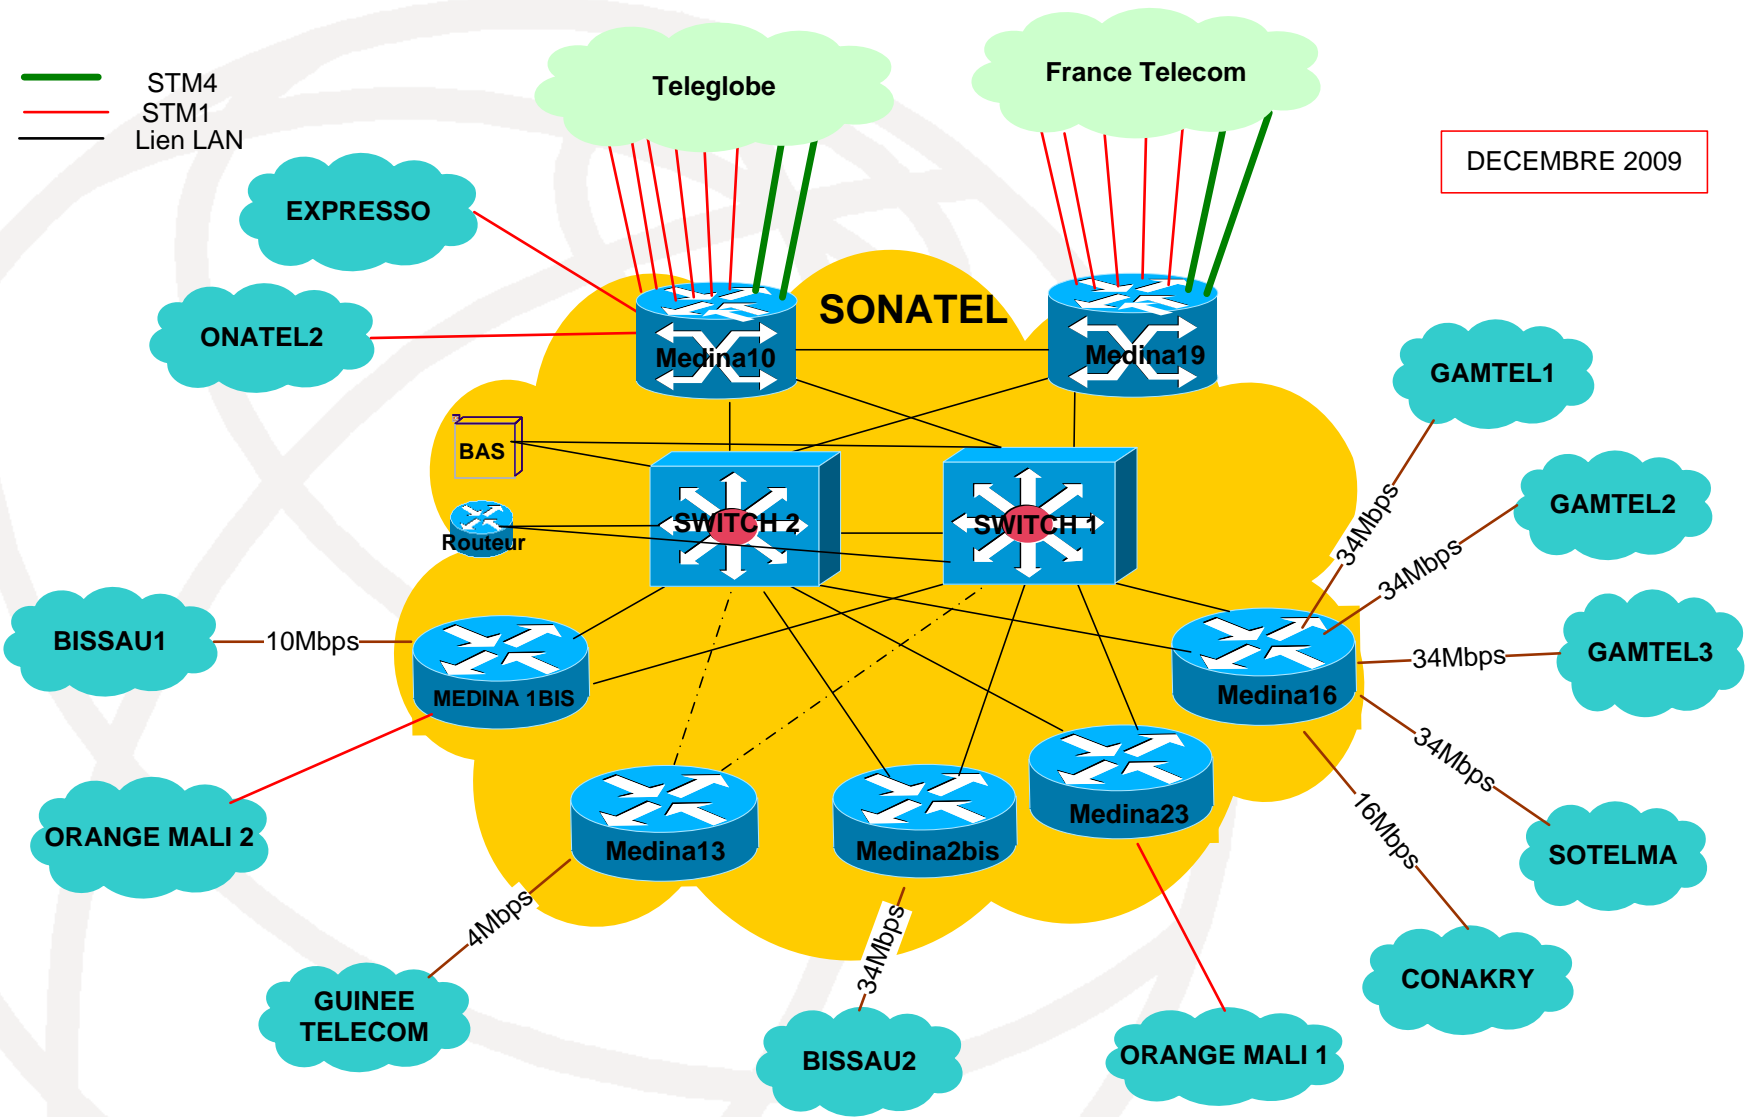 STM4
STM1
Lien LAN
Teleglobe
France Telecom
DECEMBRE 2009
EXPRESSO
ONATEL2
SONATEL
Medina10
Medina19
GAMTEL1
BAS
GAMTEL2
34Mbps
34Mbps
SWITCH 2
SWITCH 1
Routeur
BISSAU1
10Mbps
MEDINA 1BIS
Medina16
34Mbps
GAMTEL3
34Mbps
ORANGE MALI 2
Medina13
Medina2bis
Medina23
16Mbps
SOTELMA
4Mbps
34Mbps
CONAKRY
GUINEE
TELECOM
BISSAU2
ORANGE MALI 1